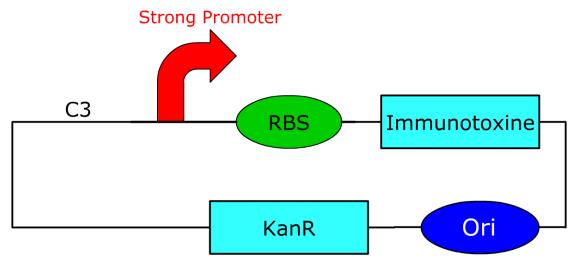 Strong Promoter
C3
RBS
Immunotoxine
KanR
Ori